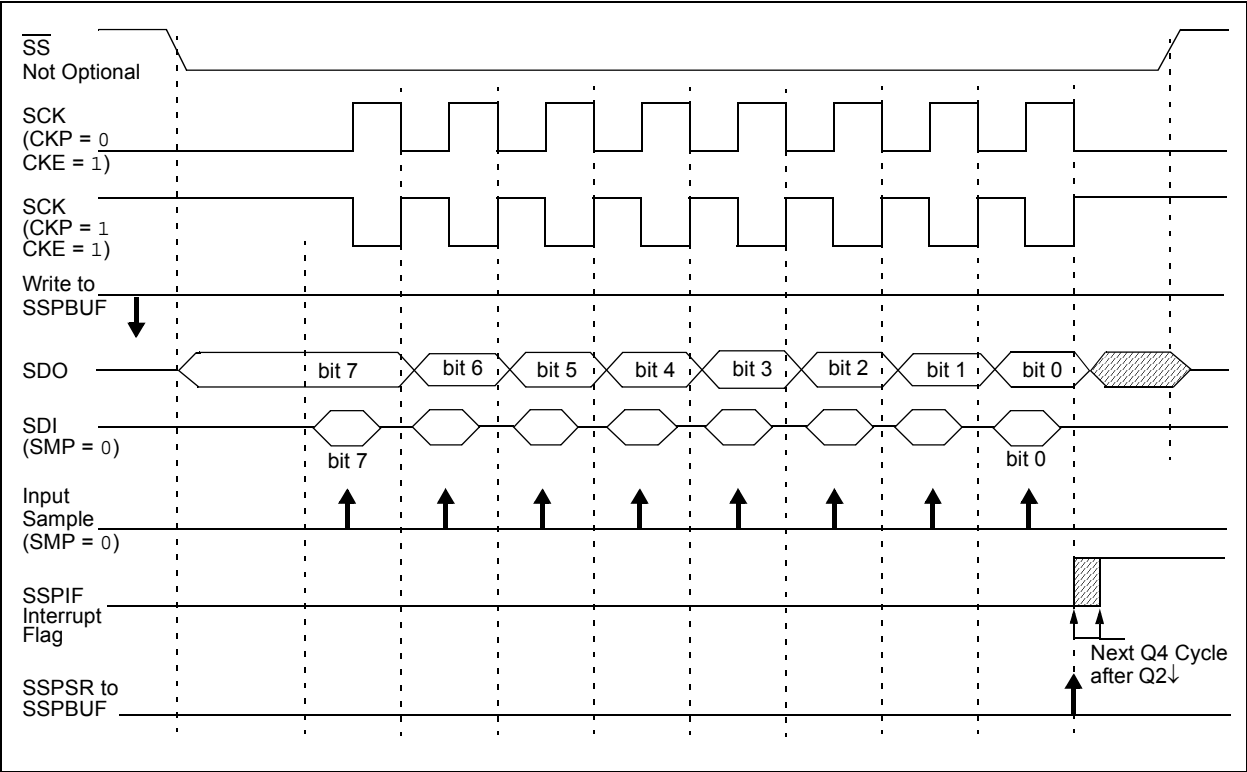 SS
Not Optional
SCK
(CKP = 0
CKE = 1)
SCK
(CKP = 1
CKE = 1)
Write to
SSPBUF
SDO
bit 7 bit 6 bit 5 bit 4 bit 3 bit 2 bit 1 bit 0
SDI
(SMP = 0)
bit 7 bit 0
Input
Sample
(SMP = 0)
SSPIF
Interrupt
Flag
Next Q4 Cycle
after Q2↓
SSPSR to
SSPBUF